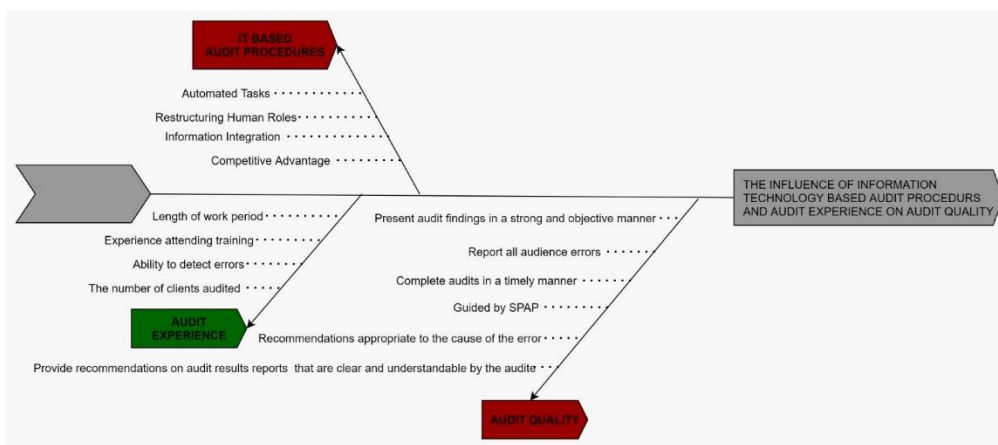 IT BASED
AUDIT PROCEDURES
Automated Tasks
Restructuring Human Roles
Information Integration
Competitive Advantage
THE INFLUENCE OF INFORMATION
TECHNOLOGY BASED AUDIT PROCEDURS
AND AUDIT EXPERIENCE ON AUDIT QUALITY
Length of work period
Experience attending training
Ability to detect errors
The number of clients audited
AUDIT
EXPERIENCE
Present audit findings in a strong and objective manner
Report all audience errors
Complete audits in a timely manner
Guided by SPAP
Recommendations appropriate to the cause of the error
Provide recommendations on audit results reports that are clear and understandable by the audite
AUDIT QUALITY